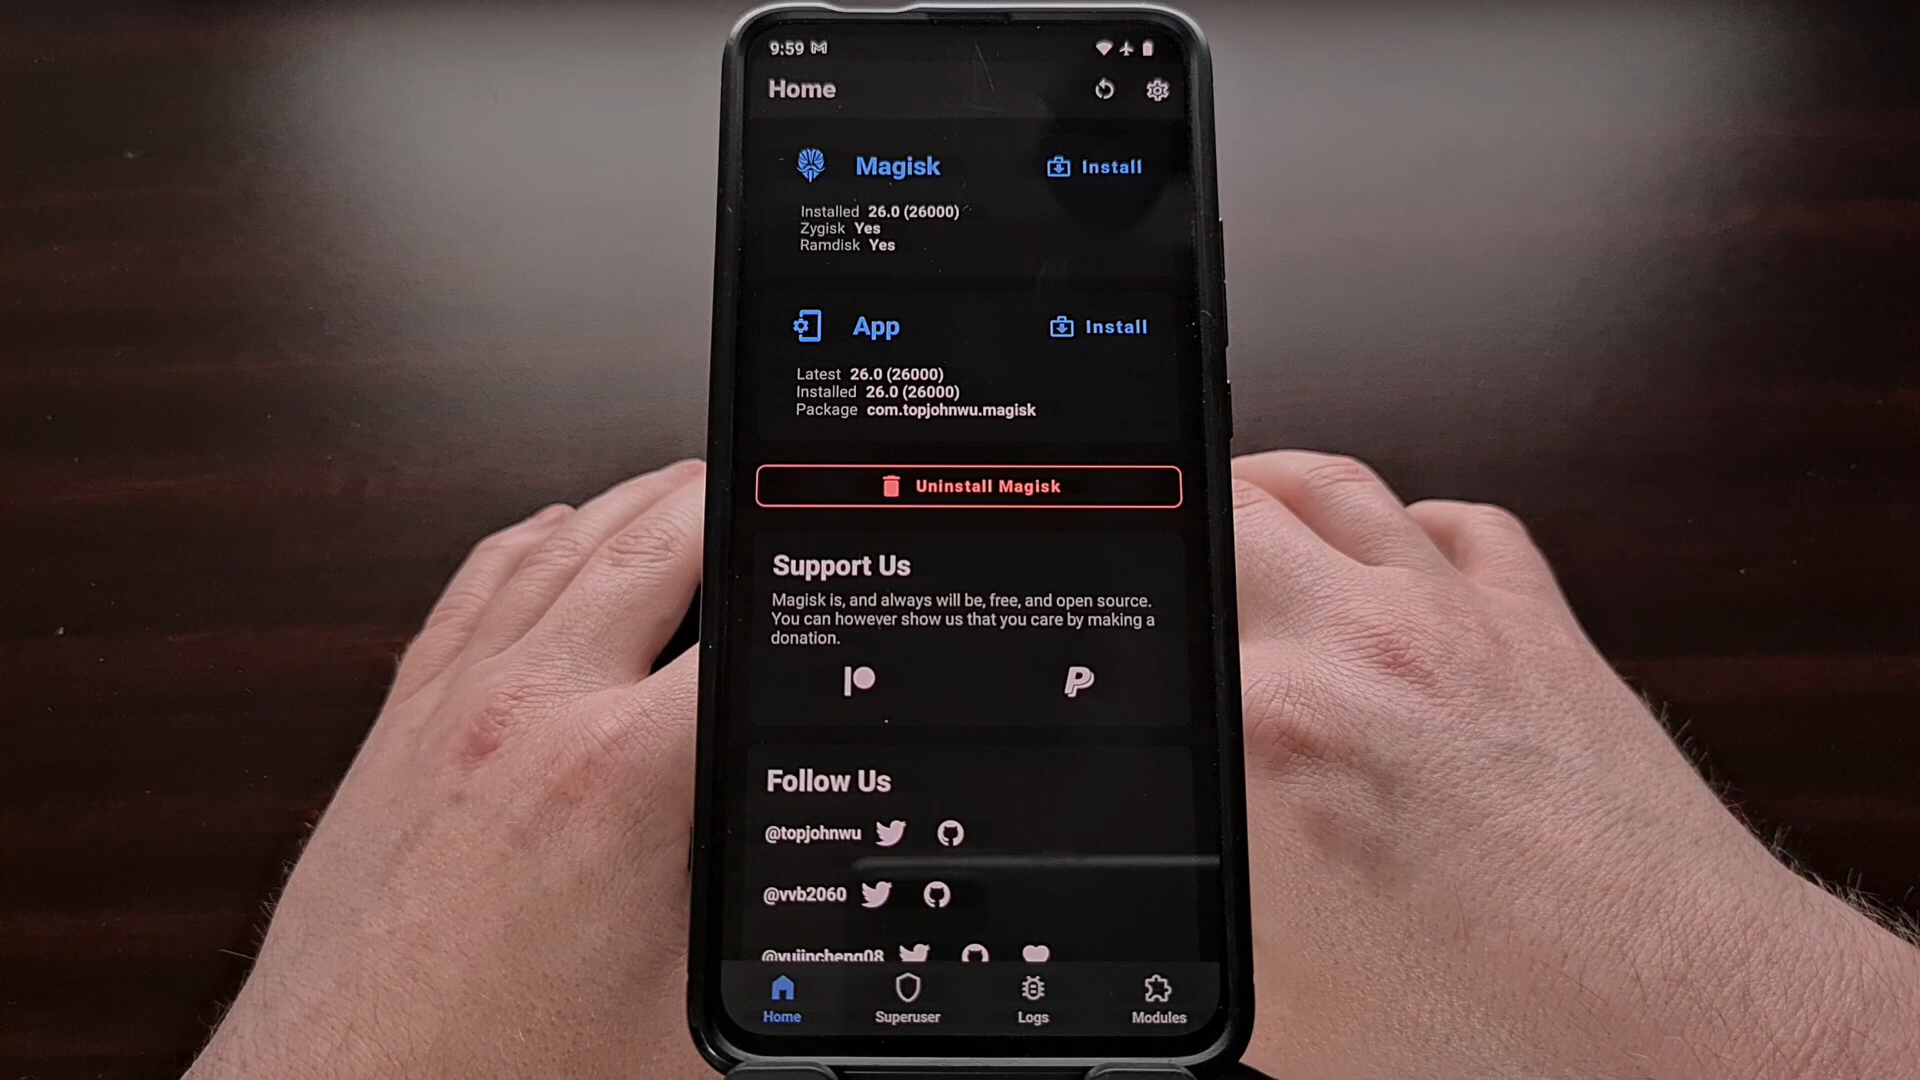 9:59
Home
Magisk
Install
Installed 26.0 (26000)
Zygisk Yes
Ramdisk Yes
App
Install
Latest 26.0 (26000)
Installed 26.0 (26000)
Package com.topjohnwu.magisk
Uninstall Magisk
Support Us
Magisk is, and always will be, free, and open source.
You can however show us that you care by making a
donation.
Follow Us
@topjohnwu
@vvb2060
@yujincheng08
Home
Superuser
Logs
Modules